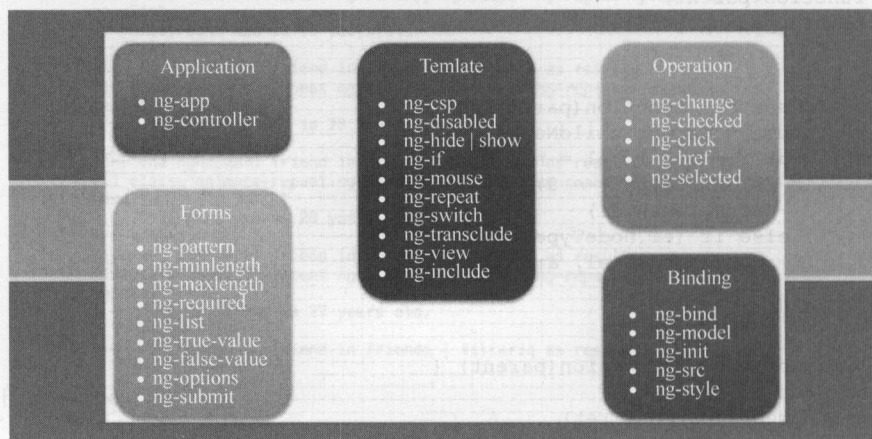 Application
• ng-app
• ng-controller
Forms
• ng-pattern
• ng-minlength
• ng-maxlength
• ng-required
• ng-list
• ng-true-value
• ng-false-value
• ng-options
• ng-submit
Temlate
• ng-csp
• ng-disabled
• ng-hide | show
• ng-if
• ng-mouse
• ng-repeat
• ng-switch
• ng-transclude
• ng-view
• ng-include
Operation
• ng-change
• ng-checked
• ng-click
• ng-href
• ng-selected
Binding
• ng-bind
• ng-model
• ng-init
• ng-src
• ng-style